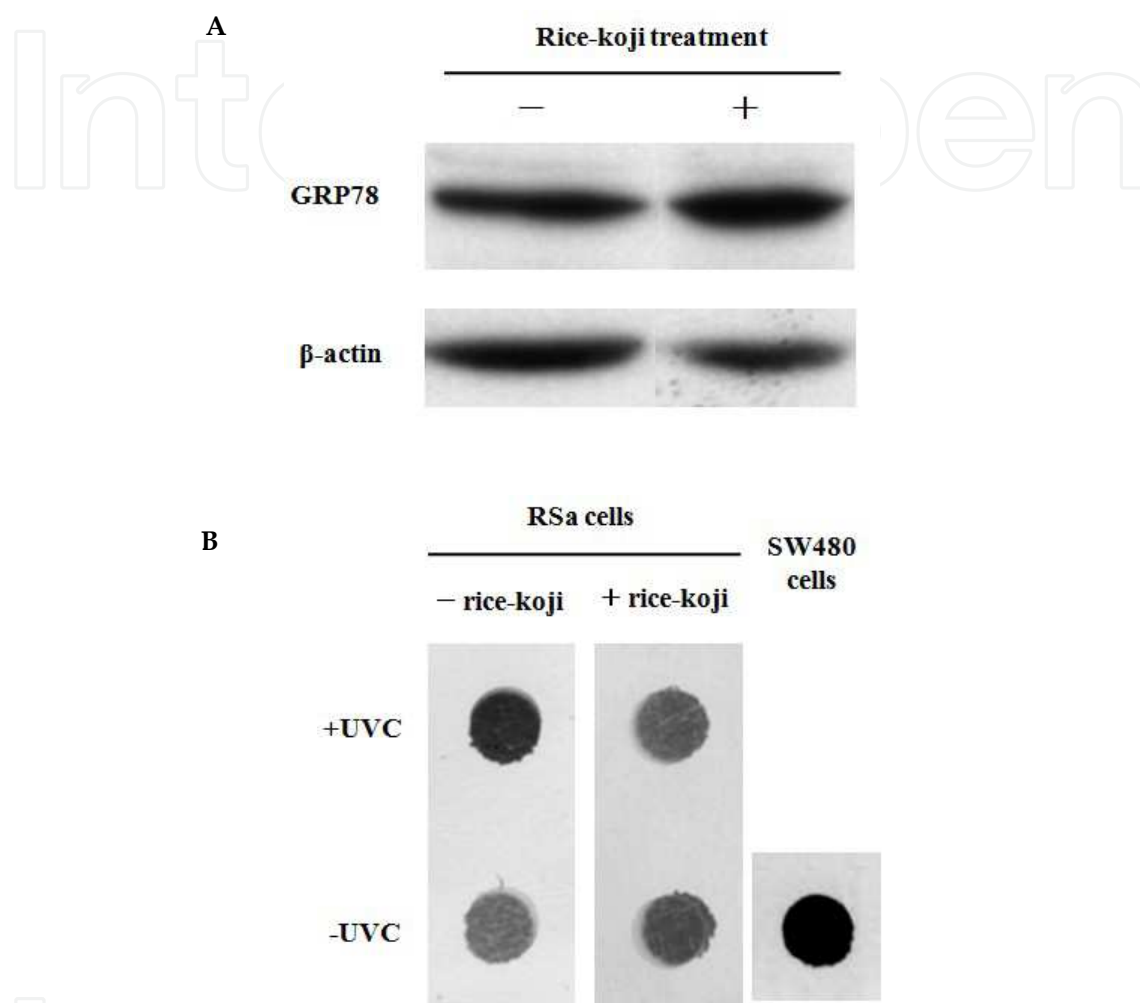 A
Rice-koji treatment
− +
GRP78
β-actin
B
RSa cells
SW480
cells
− rice-koji + rice-koji
+UVC
-UVC